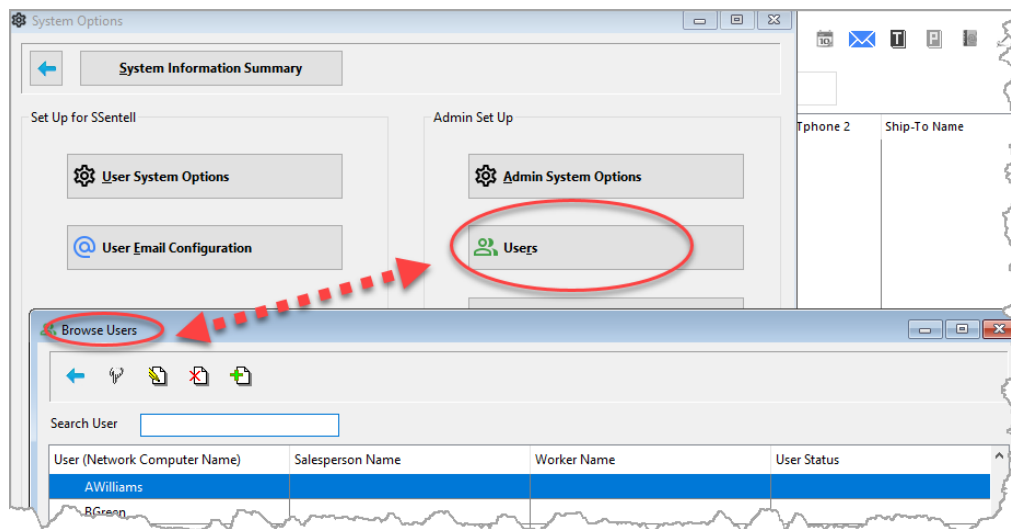 System Options
System Information Summary
10
T
P
Set Up for SSentell
Admin Set Up
Tphone 2
Ship-To Name
User System Options
Admin System Options
User Email Configuration
Users
Browse Users
Search User
User (Network Computer Name)
Salesperson Name
Worker Name
User Status
AWilliams
BGreen